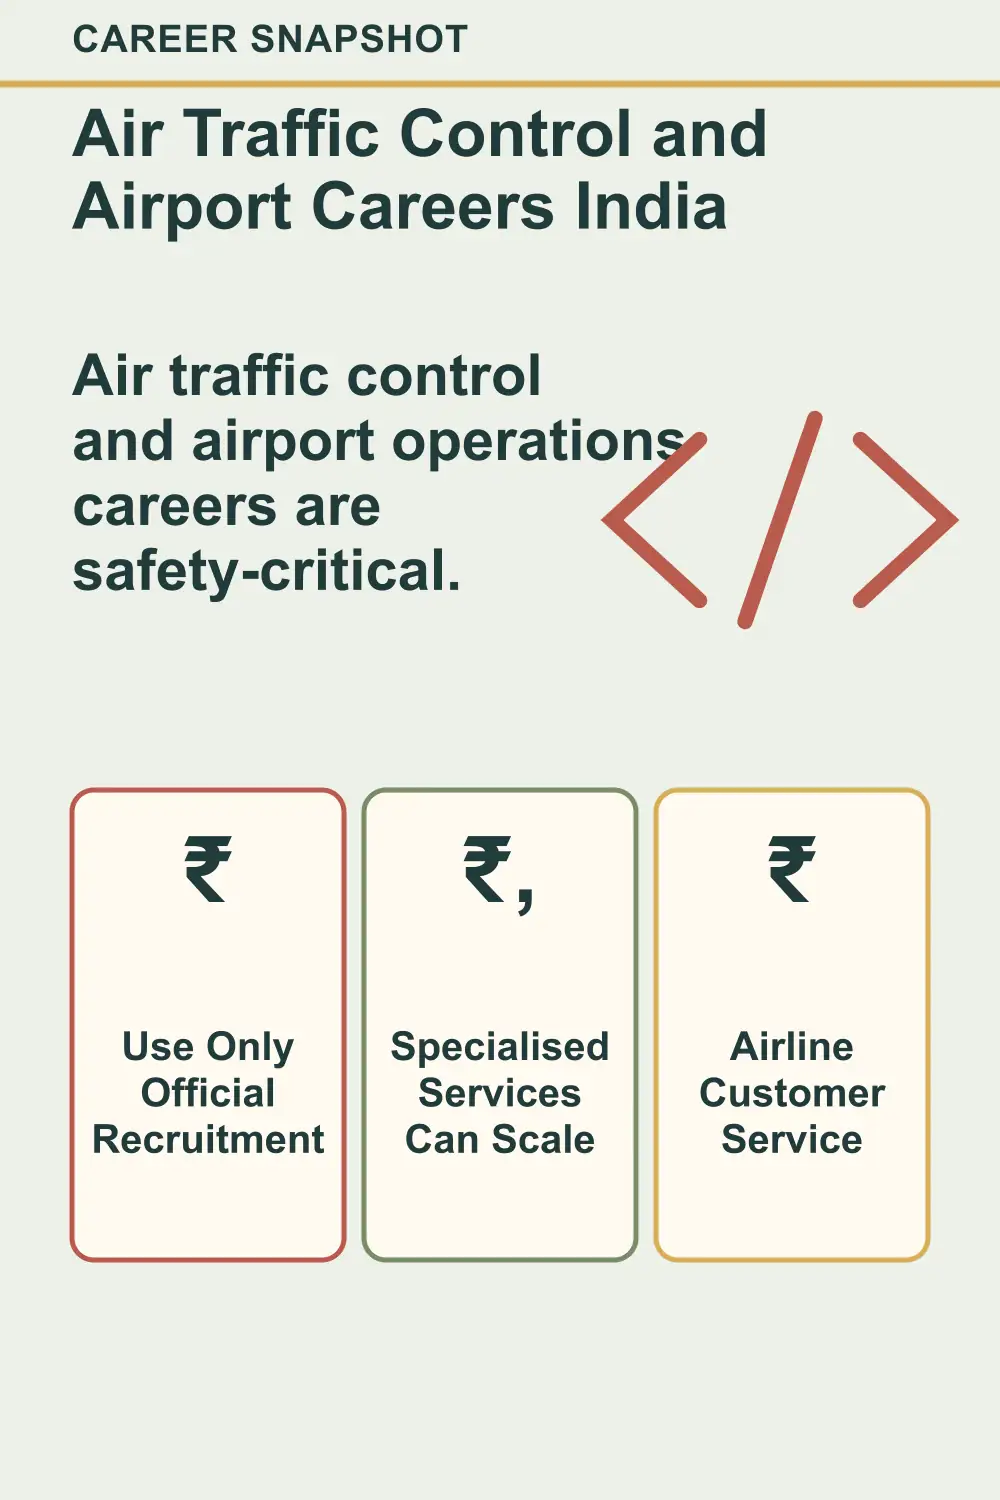 CAREER SNAPSHOT
Air Traffic Control and
Airport Careers India
Air traffic control
and airport operations
careers are
safety-critical.
</>
₹
Use Only
Official
Recruitment
₹,
Specialised
Services
Can Scale
₹
Airline
Customer
Service